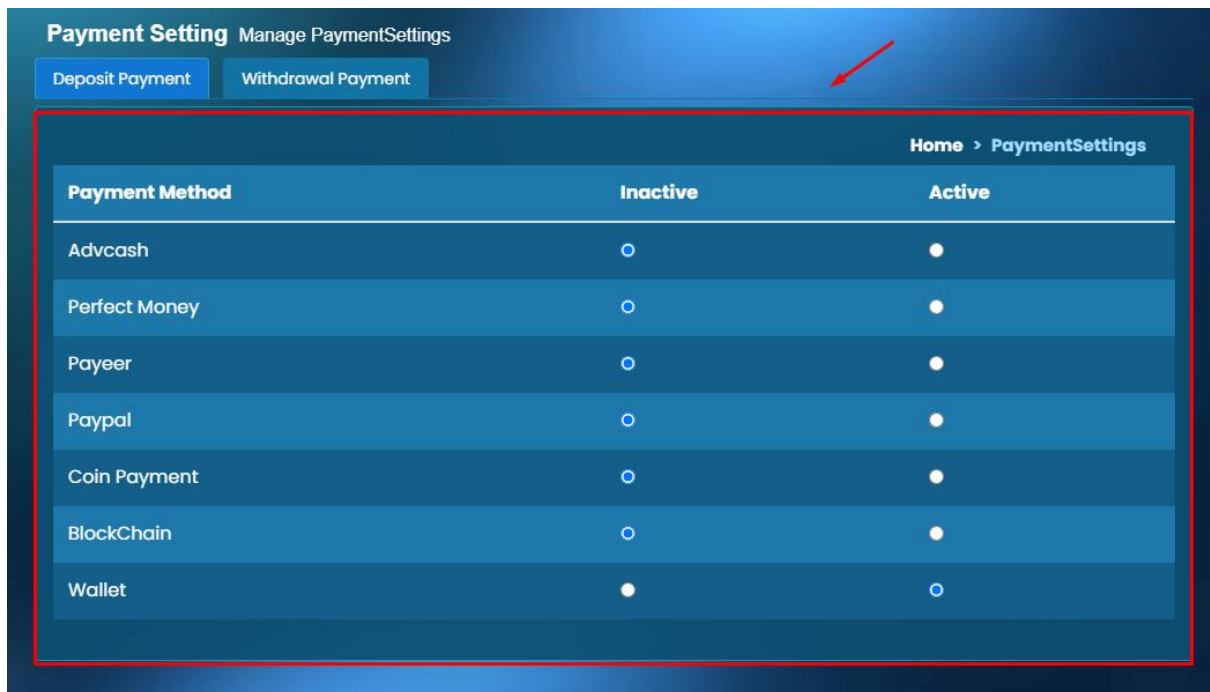 Payment Setting Manage PaymentSettings
Deposit Payment Withdrawal Payment
Home > PaymentSettings
Payment Method Inactive Active
Advcash
Perfect Money
Payeer
Paypal
Coin Payment
BlockChain
Wallet